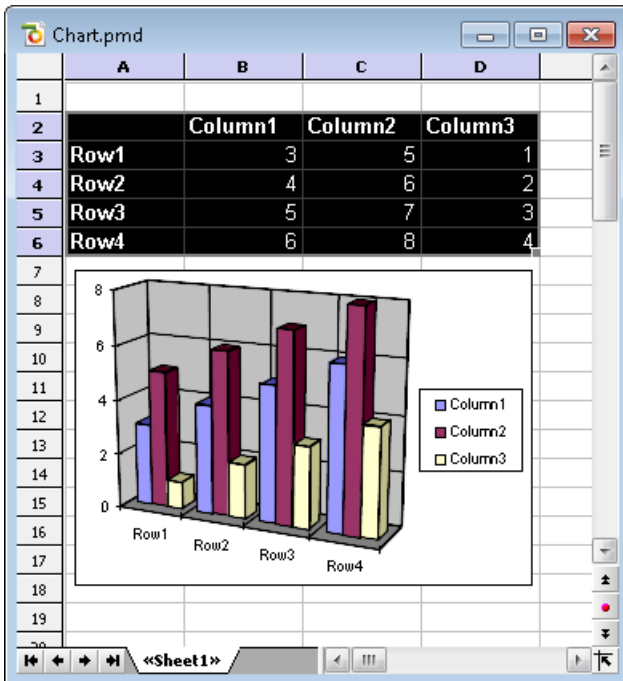 Chart.pmd
A B C D
1
2 Column1 Column2 Column3
3 Row1 3 5 1
4 Row2 4 6 2
5 Row3 5 7 3
6 Row4 6 8 4
7
8
9
10
11
12
13
14
15
16
17
18
19
20
8
6
4
2
0
Row1
Row2
Row3
Row4
Column1
Column2
Column3
«Sheet1»